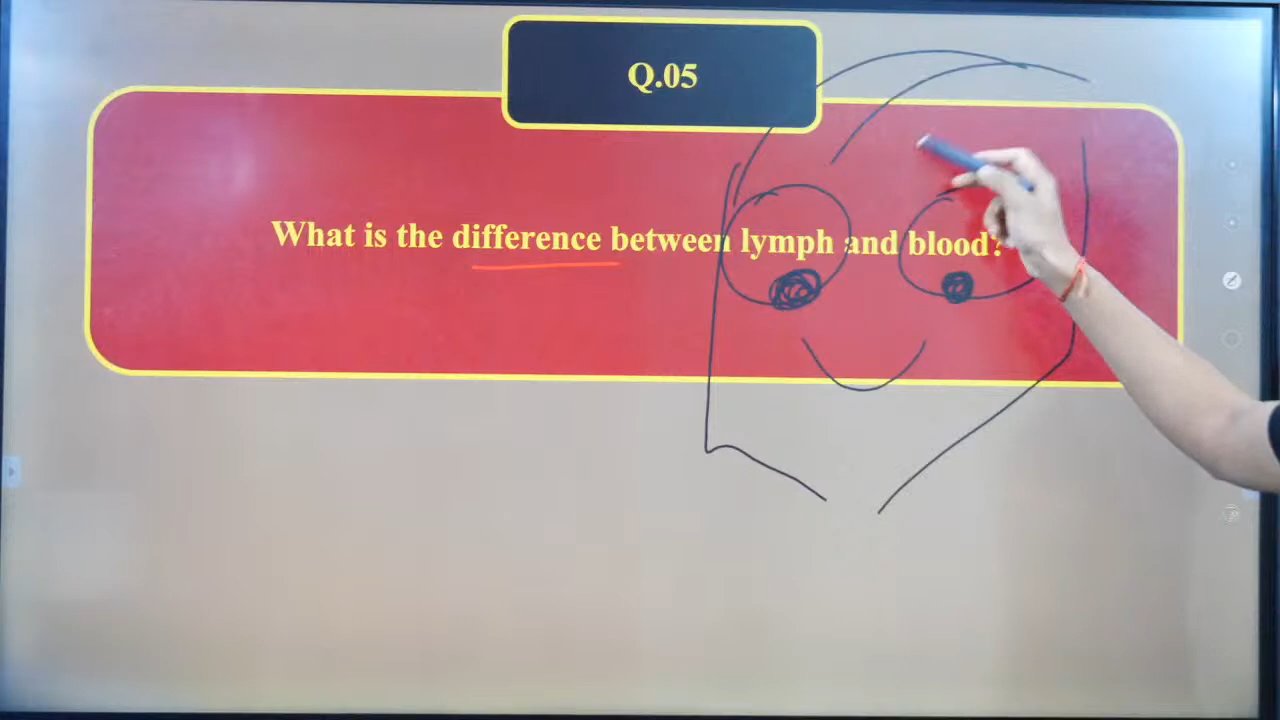 Q.05
What is the difference between lymph and blood?